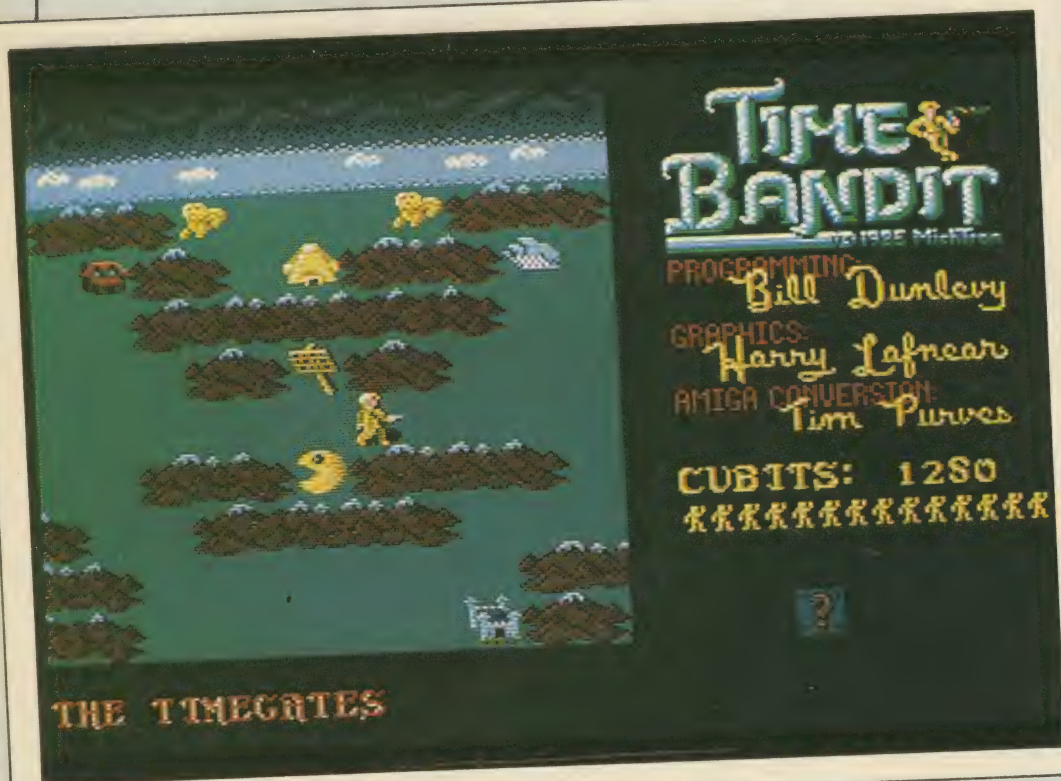 TIME
BANDIT
© 1985 MichTron
PROGRAMMING:
Bill Dunlevy
GRAPHICS:
Harry Lafnear
AMIGA CONVERSION:
Tim Purves
CUBITS: 1280
?
THE TIMEGATES